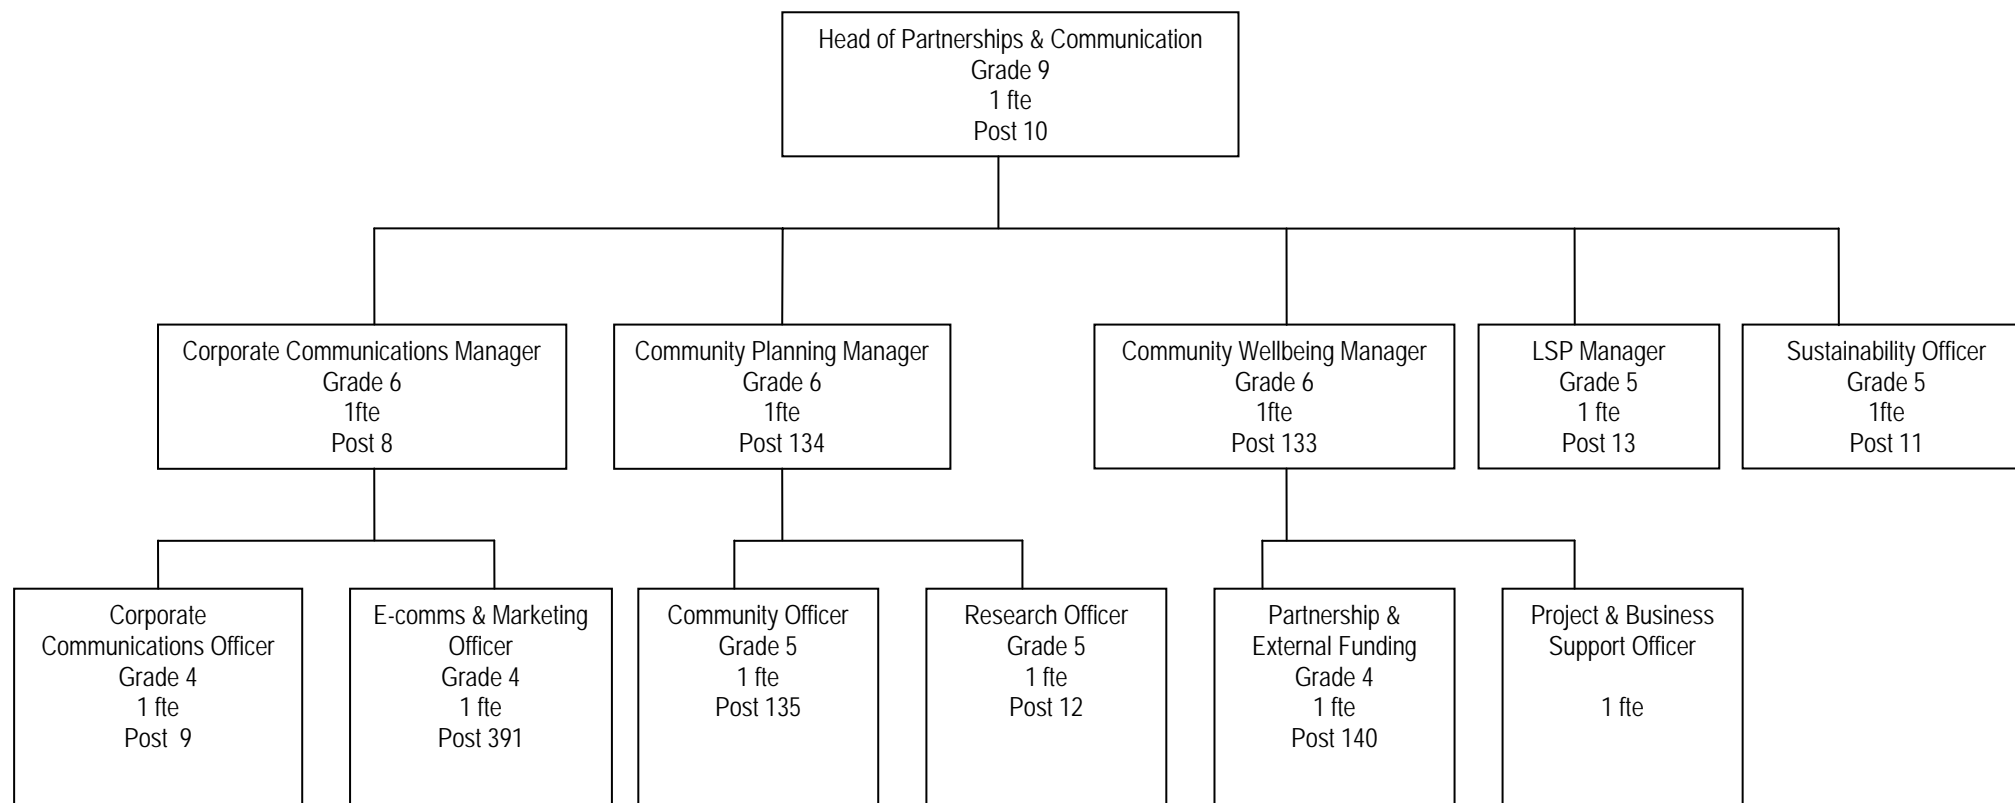 Head of Partnerships & Communication
Grade 9
1 fte
Post 10
Corporate Communications Manager
Grade 6
1fte
Post 8
Community Planning Manager
Grade 6
1fte
Post 134
Community Wellbeing Manager
Grade 6
1fte
Post 133
LSP Manager
Grade 5
1 fte
Post 13
Sustainability Officer
Grade 5
1fte
Post 11
Corporate
Communications Officer
Grade 4
1 fte
Post 9
E-comms & Marketing
Officer
Grade 4
1 fte
Post 391
Community Officer
Grade 5
1 fte
Post 135
Research Officer
Grade 5
1 fte
Post 12
Partnership &
External Funding
Grade 4
1 fte
Post 140
Project & Business
Support Officer
1 fte